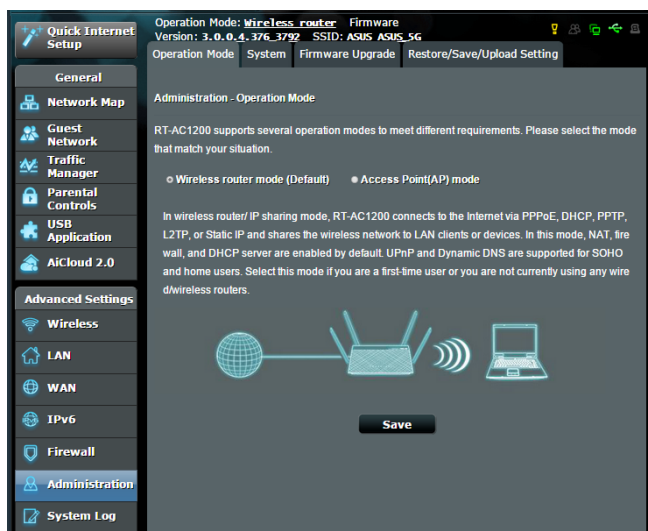 Quick Internet
Setup
General
Network Map
Guest
Network
Traffic
Manager
Parental
Controls
USB
Application
AiCloud 2.0
Advanced Settings
Wireless
LAN
WAN
IPv6
Firewall
Administration
System Log
Operation Mode: Wireless router Firmware
Version: 3.0.0.4.376_3792 SSID: ASUS ASUS_5G
Operation Mode System Firmware Upgrade Restore/Save/Upload Setting
Administration - Operation Mode
RT-AC1200 supports several operation modes to meet different requirements. Please select the mode
that match your situation.
Wireless router mode (Default) Access Point(AP) mode
In wireless router/ IP sharing mode, RT-AC1200 connects to the Internet via PPPoE, DHCP, PPTP,
L2TP, or Static IP and shares the wireless network to LAN clients or devices. In this mode, NAT, fire
wall, and DHCP server are enabled by default. UPnP and Dynamic DNS are supported for SOHO
and home users. Select this mode if you are a first-time user or you are not currently using any wire
d/wireless routers.
Save